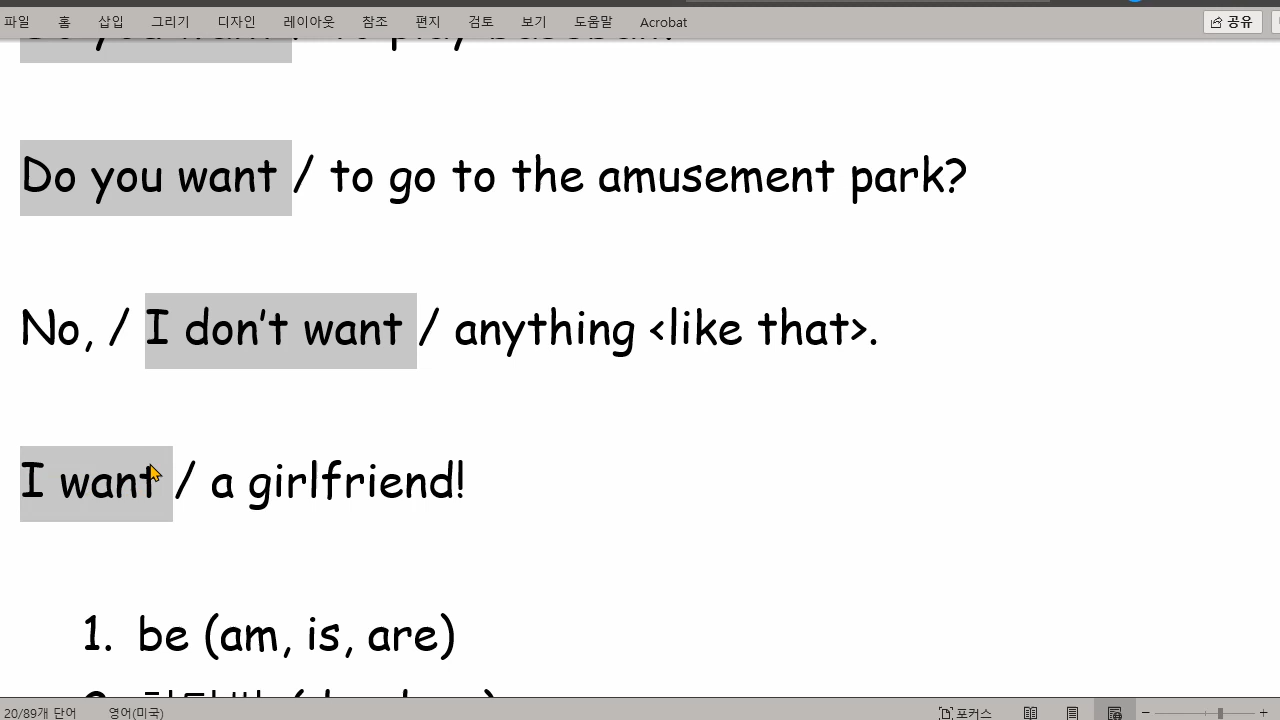 파일 홈 삽입 그리기 디자인 레이아웃 참조 편지 검토 보기 도움말 Acrobat 공유
Do you want / to go to the amusement park?
No, / I don't want / anything <like that>.
I want / a girlfriend!
1. be (am, is, are)
20/89개 단어 영어(미국) 포커스